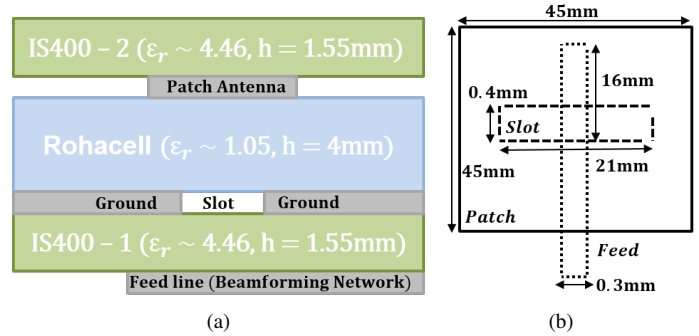 IS400 – 2 (εr ~ 4.46, h = 1.55mm)
Patch Antenna
Rohacell (εr ~ 1.05, h = 4mm)
Ground Slot Ground
IS400 – 1 (εr ~ 4.46, h = 1.55mm)
Feed line (Beamforming Network)
(a)
45mm
16mm
0.4mm
Slot
45mm
21mm
Patch
Feed
0.3mm
(b)